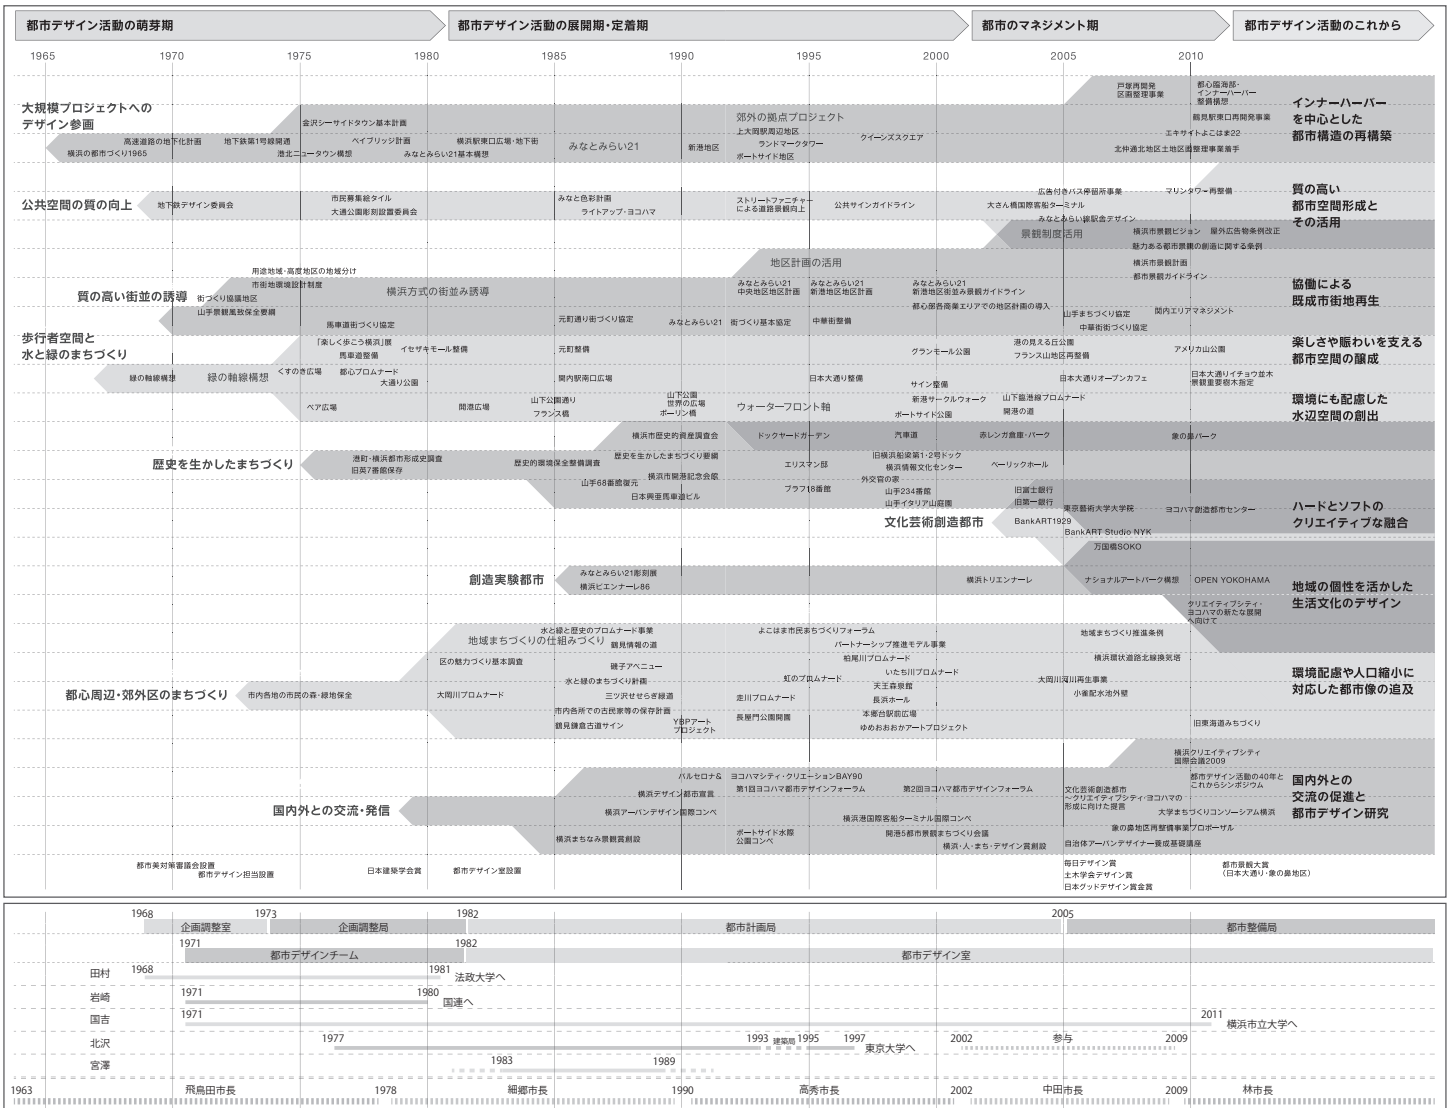 都市デザイン活動の萌芽期
都市デザイン活動の展開期・定着期
都市のマネジメント期
都市デザイン活動のこれから
1965 1970 1975 1980 1985 1990 1995 2000 2005 2010
大規模プロジェクトへの
デザイン参画
高速道路の地下化計画
横浜の都市づくり1965
地下鉄第1号線開通
港北ニュータウン構想
金沢シーサイドタウン基本計画
ベイブリッジ計画
みなとみらい21基本構想
横浜駅東口広場・地下街
みなとみらい21
新港地区
郊外の拠点プロジェクト
上大岡駅周辺地区
ランドマークタワー
ポートサイド地区
クイーンズスクエア
戸塚再開発
区画整理事業
都心臨海部・
インナーハーバー
整備構想
鶴見駅東口再開発事業
エキサイトよこはま22
北仲通北地区土地区画整理事業着手
インナーハーバー
を中心とした
都市構造の再構築
公共空間の質の向上
地下鉄デザイン委員会
市民募集絵タイル
大通公園彫刻設置委員会
みなと色彩計画
ライトアップ・ヨコハマ
ストリートファニチャー
による道路景観向上
公共サインガイドライン
広告付きバス停留所事業
大さん橋国際客船ターミナル
みなとみらい線駅舎デザイン
マリンタワー再整備
質の高い
都市空間形成と
その活用
景観制度活用
横浜市景観ビジョン
屋外広告物条例改正
魅力ある都市景観の創造に関する条例
横浜市景観計画
都市景観ガイドライン
質の高い街並の誘導
用途地域・高度地区の地域分け
市街地環境設計制度
街づくり協議地区
山手景観風致保全要綱
横浜方式の街並み誘導
馬車道街づくり協定
元町通り街づくり協定
みなとみらい21 街づくり基本協定
地区計画の活用
みなとみらい21
中央地区地区計画
みなとみらい21
新港地区地区計画
みなとみらい21
新港地区街並み景観ガイドライン
都心部各商業エリアでの地区計画の導入
中華街整備
山手まちづくり協定
中華街街づくり協定
関内エリアマネジメント
協働による
既成市街地再生
歩行者空間と
水と緑のまちづくり
緑の軸線構想
緑の軸線構想
「楽しく歩こう横浜」展
馬車道整備
イセザキモール整備
くすのき広場
都心プロムナード
大通り公園
ペア広場
開港広場
元町整備
関内駅南口広場
山下公園通り
フランス橋
山下公園
世界の広場
ポーリン橋
ウォーターフロント軸
日本大通り整備
グランモール公園
サイン整備
新港サークルウォーク
ポートサイド公園
港の見える丘公園
フランス山地区再整備
日本大通りオープンカフェ
山下臨港線プロムナード
開港の道
アメリカ山公園
日本大通りイチョウ並木
景観重要樹木指定
楽しさや賑わいを支える
都市空間の醸成
環境にも配慮した
水辺空間の創出
歴史を生かしたまちづくり
港町・横浜都市形成史調査
旧英7番館保存
歴史的環境保全整備調査
横浜市歴史的資産調査会
歴史を生かしたまちづくり要綱
横浜市開港記念会館
山手68番館復元
日本興亜馬車道ビル
ドックヤードガーデン
汽車道
赤レンガ倉庫・パーク
象の鼻パーク
エリスマン邸
ブラフ18番館
旧横浜船梁第1・2号ドック
横浜情報文化センター
外交官の家
山手234番館
山手イタリア山庭園
ベーリックホール
文化芸術創造都市
旧富士銀行
旧第一銀行
BankART1929
東京藝術大学大学院
BankART Studio NYK
万国橋SOKO
ヨコハマ創造都市センター
ハードとソフトの
クリエイティブな融合
創造実験都市
みなとみらい21彫刻展
横浜ビエンナーレ86
横浜トリエンナーレ
ナショナルアートパーク構想
OPEN YOKOHAMA
クリエイティブシティ・
ヨコハマの新たな展開
へ向けて
地域の個性を活かした
生活文化のデザイン
都心周辺・郊外区のまちづくり
市内各地の市民の森・緑地保全
地域まちづくりの仕組みづくり
区の魅力づくり基本調査
大岡川プロムナード
水と緑と歴史のプロムナード事業
鶴見情報の道
磯子アベニュー
水と緑のまちづくり計画
三ツ沢せせらぎ緑道
市内各所での古民家等の保存計画
鶴見鎌倉古道サイン
YBPアート
プロジェクト
よこはま市民まちづくりフォーラム
パートナーシップ推進モデル事業
柏尾川プロムナード
いたち川プロムナード
虹のプロムナード
天王森泉館
走川プロムナード
長浜ホール
長屋門公園開園
本郷台駅前広場
ゆめおおおかアートプロジェクト
地域まちづくり推進条例
横浜環状道路北線換気塔
大岡川河川再生事業
小雀配水池外壁
旧東海道みちづくり
環境配慮や人口縮小に
対応した都市像の追及
国内外との交流・発信
バルセロナ&ヨコハマシティ・クリエーションBAY90
横浜デザイン都市宣言
横浜アーバンデザイン国際コンペ
横浜まちなみ景観賞創設
第1回ヨコハマ都市デザインフォーラム
第2回ヨコハマ都市デザインフォーラム
横浜港国際客船ターミナル国際コンペ
ポートサイド水際
公園コンペ
開港5都市景観まちづくり会議
横浜・人・まち・デザイン賞創設
横浜クリエイティブシティ
国際会議2009
文化芸術創造都市
~クリエイティブシティ・ヨコハマの
形成に向けた提言
都市デザイン活動の40年と
これからシンポジウム
大学まちづくりコンソーシアム横浜
象の鼻地区再整備事業プロポーザル
自治体アーバンデザイナー養成基礎講座
国内外との
交流の促進と
都市デザイン研究
都市美対策審議会設置
都市デザイン担当設置
日本建築学会賞
都市デザイン室設置
毎日デザイン賞
土木学会デザイン賞
日本グッドデザイン賞金賞
都市景観大賞
(日本大通り・象の鼻地区)
1968 1973 1982 2005
企画調整室 企画調整局 都市計画局 都市整備局
1971 1982
都市デザインチーム 都市デザイン室
田村 1968 1981 法政大学へ
岩崎 1971 1980 国連へ
国吉 1971 2011 横浜市立大学へ
北沢 1977 1993 建築局 1995 1997 東京大学へ 2002 参与 2009
宮澤 1983 1989
1963 飛鳥田市長 1978 細郷市長 1990 高秀市長 2002 中田市長 2009 林市長